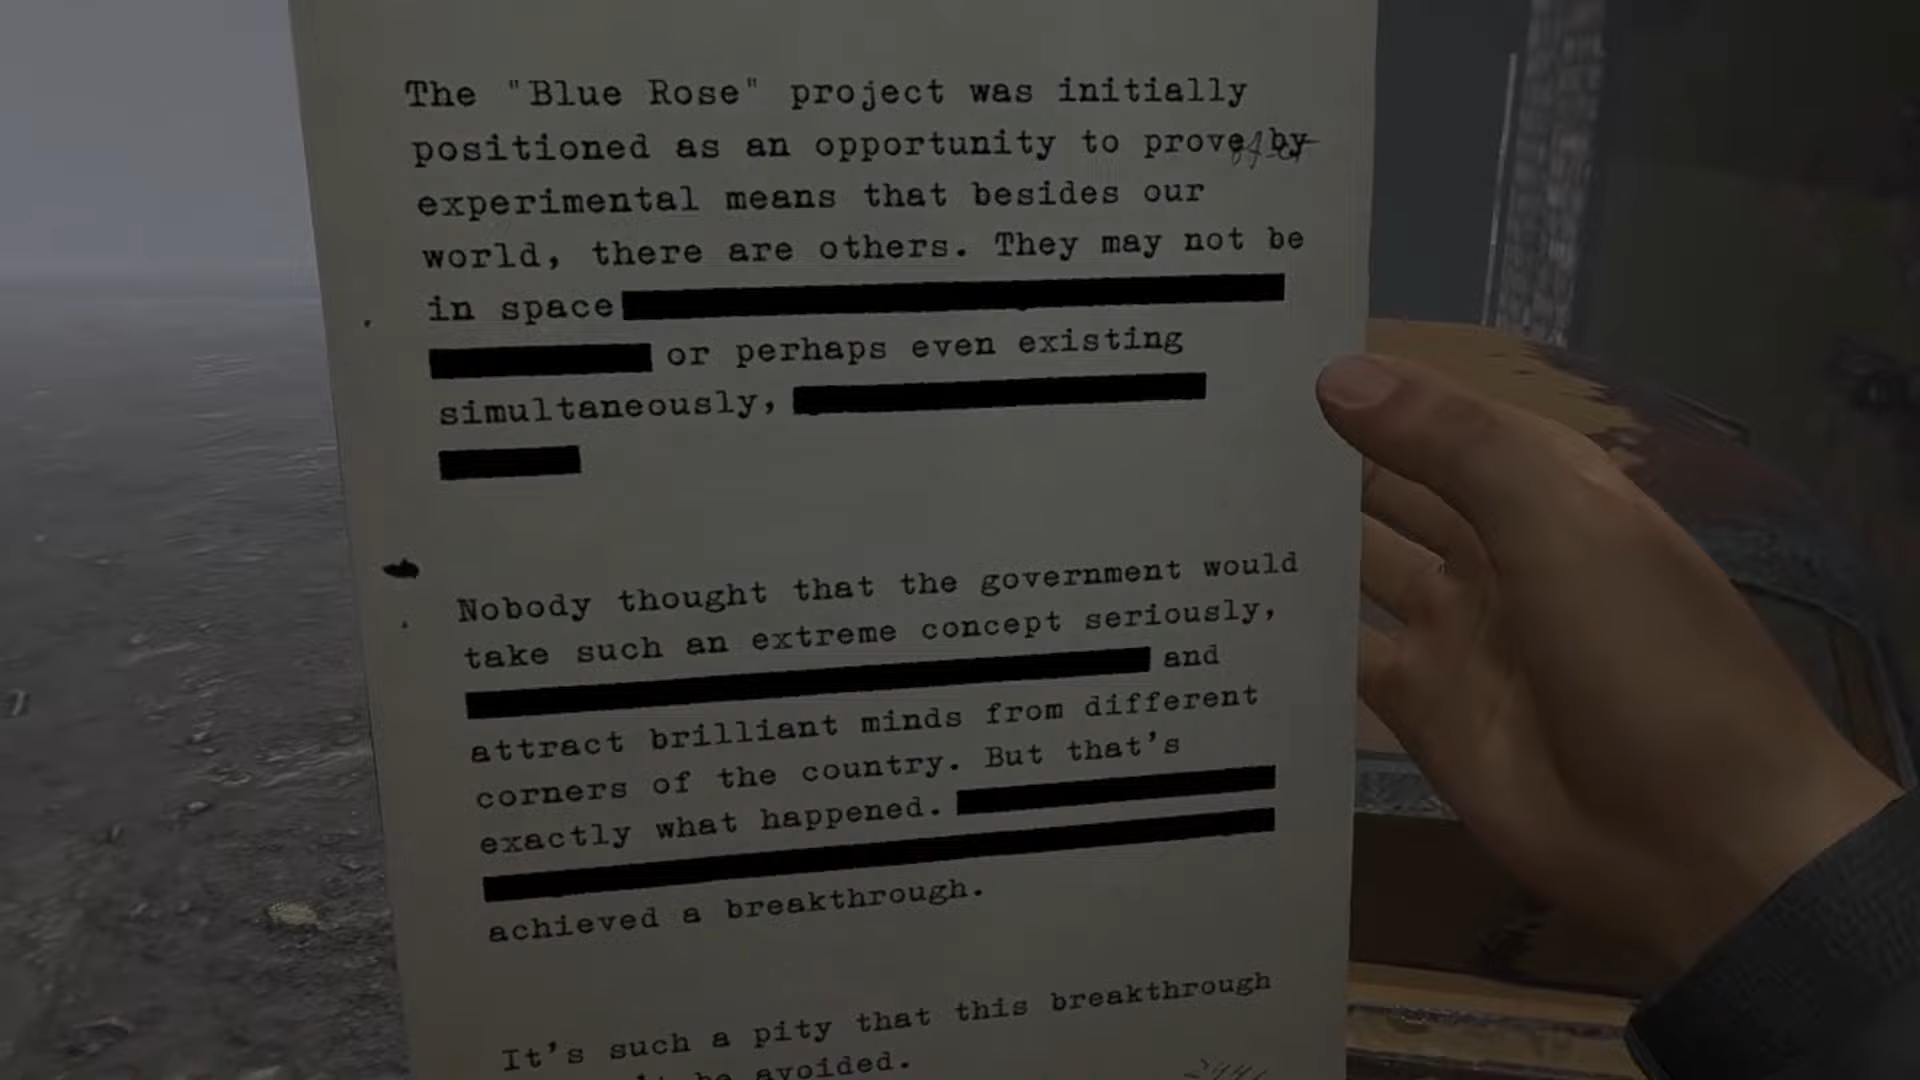 The "Blue Rose" project was initially
positioned as an opportunity to prove by
experimental means that besides our
world, there are others. They may not be
in space
or perhaps even existing
simultaneously,
Nobody thought that the government would
take such an extreme concept seriously,
and
attract brilliant minds from different
corners of the country. But that's
exactly what happened.
achieved a breakthrough.
It's such a pity that this breakthrough
be avoided.